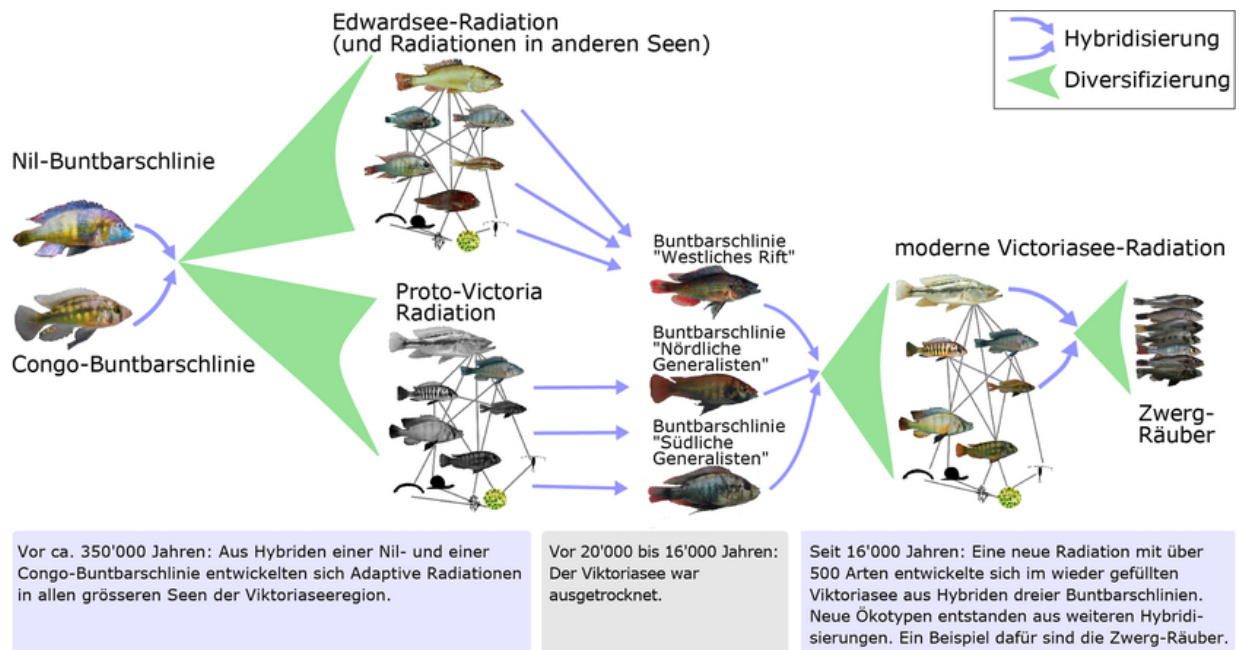 Edwardsee-Radiation
(und Radiationen in anderen Seen)
Hybridisierung
Diversifizierung
Nil-Buntbarschlinie
Congo-Buntbarschlinie
Proto-Victoria
Radiation
Buntbarschlinie
"Westliches Rift"
Buntbarschlinie
"Nördliche
Generalisten"
Buntbarschlinie
"Südliche
Generalisten"
moderne Victoriasee-Radiation
Zwerg-
Räuber
Vor ca. 350'000 Jahren: Aus Hybriden einer Nil- und einer
Congo-Buntbarschlinie entwickelten sich Adaptive Radiationen
in allen grösseren Seen der Viktoriaseeregion.
Vor 20'000 bis 16'000 Jahren:
Der Viktoriasee war
ausgetrocknet.
Seit 16'000 Jahren: Eine neue Radiation mit über
500 Arten entwickelte sich im wieder gefüllten
Viktoriasee aus Hybriden dreier Buntbarschlinien.
Neue Ökotypen entstanden aus weiteren Hybridi-
sierungen. Ein Beispiel dafür sind die Zwerg-Räuber.